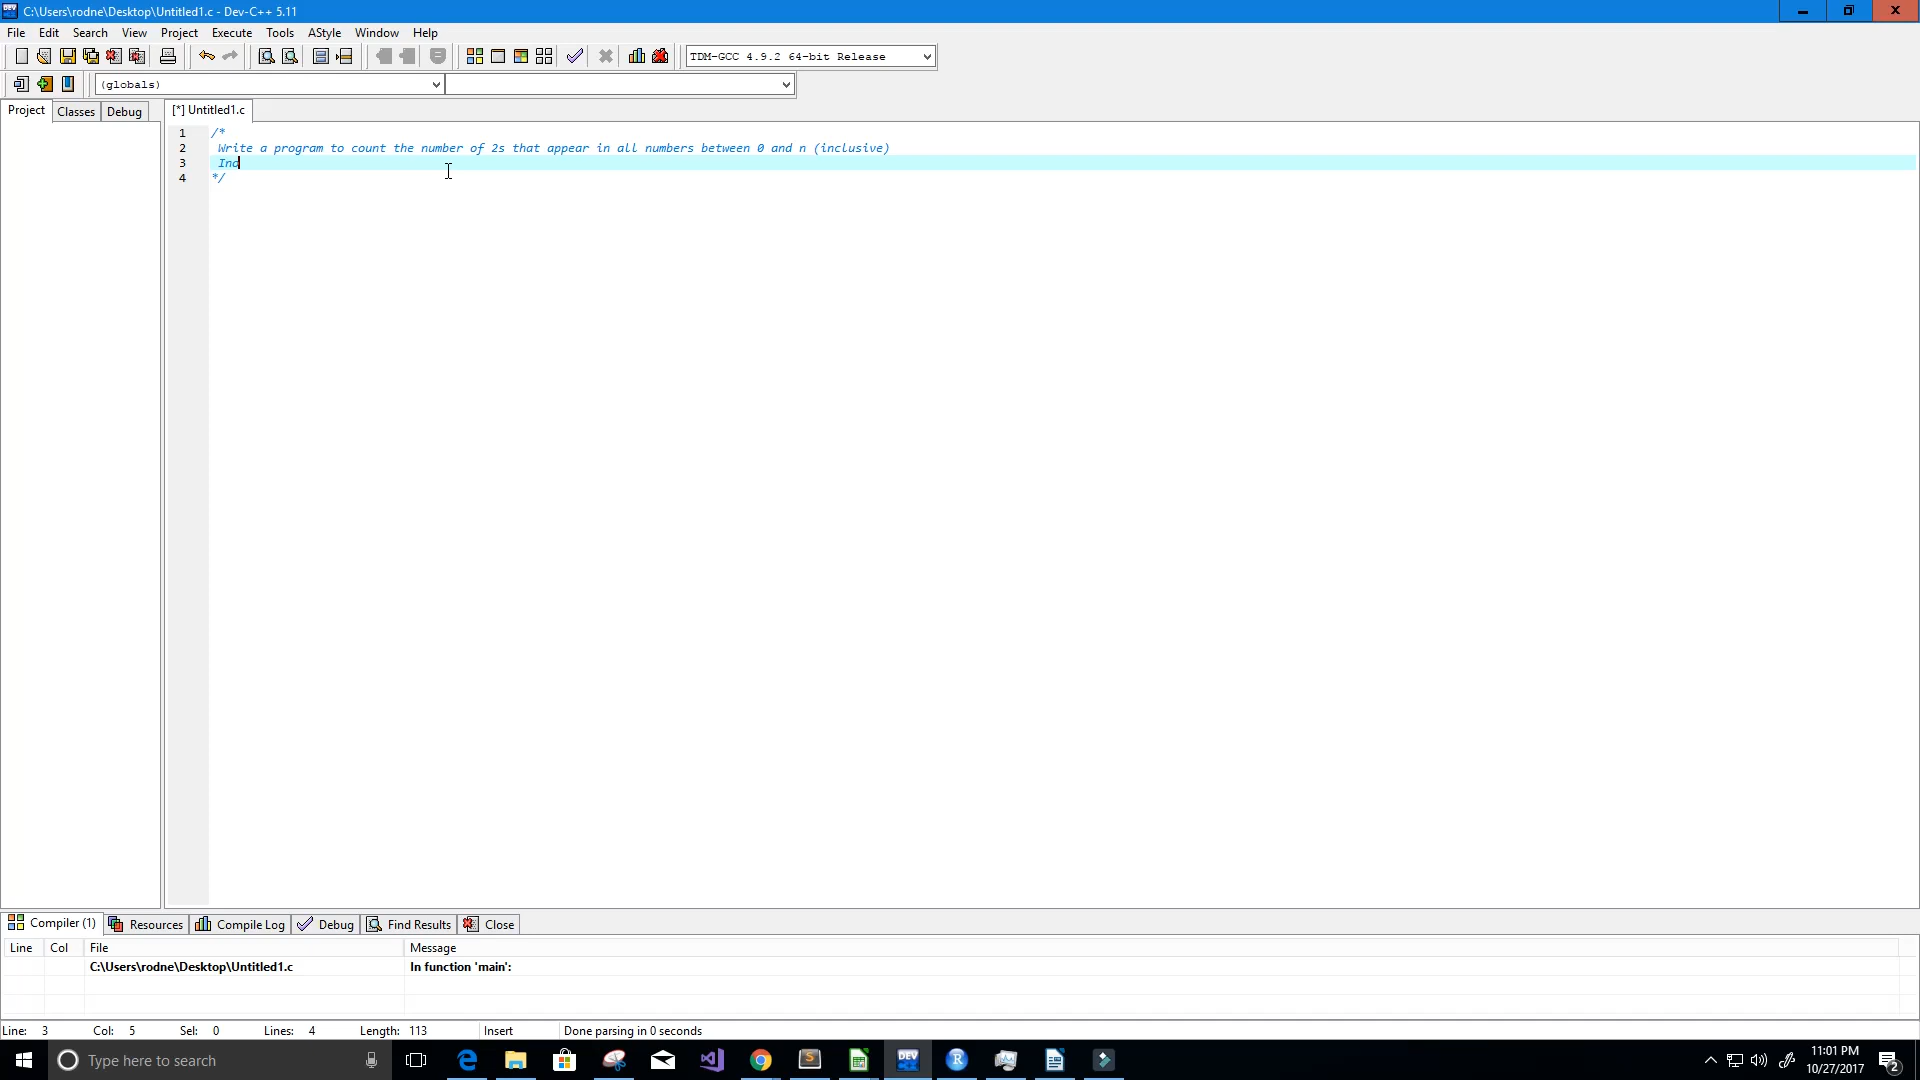 C:\Users\rodne\Desktop\Untitled1.c - Dev-C++ 5.11
File Edit Search View Project Execute Tools AStyle Window Help
TDM-GCC 4.9.2 64-bit Release
(globals)
Project Classes Debug
[*] Untitled1.c
1 /*
2 Write a program to count the number of 2s that appear in all numbers between 0 and n (inclusive)
3 Ind
4 */
Compiler (1) Resources Compile Log Debug Find Results Close
Line Col File Message
C:\Users\rodne\Desktop\Untitled1.c In function 'main':
Line: 3 Col: 5 Sel: 0 Lines: 4 Length: 113 Insert Done parsing in 0 seconds
Type here to search
11:01 PM
10/27/2017
2